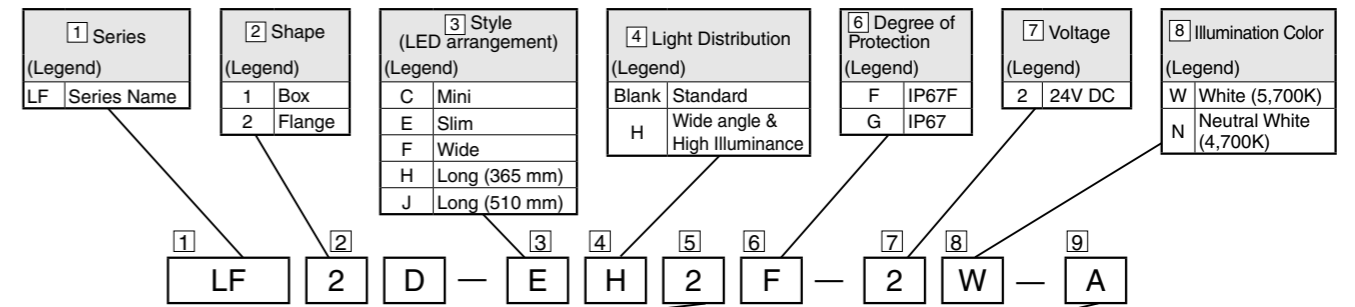 1 Series
(Legend)
LF Series Name
2 Shape
(Legend)
1 Box
2 Flange
3 Style
(LED arrangement)
(Legend)
C Mini
E Slim
F Wide
H Long (365 mm)
J Long (510 mm)
4 Light Distribution
(Legend)
Blank Standard
H Wide angle &
High Illuminance
6 Degree of
Protection
(Legend)
F IP67F
G IP67
7 Voltage
(Legend)
2 24V DC
8 Illumination Color
(Legend)
W White (5,700K)
N Neutral White
(4,700K)
1 2 3 4 5 6 7 8 9
LF 2 D — E H 2 F — 2 W — A